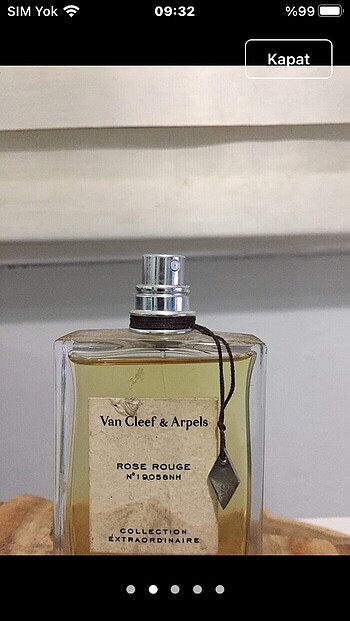 SIM Yok 09:32 %99
Kapat
Van Cleef & Arpels
ROSE ROUGE
N°19058NH
COLLECTION
EXTRAORDINAIRE